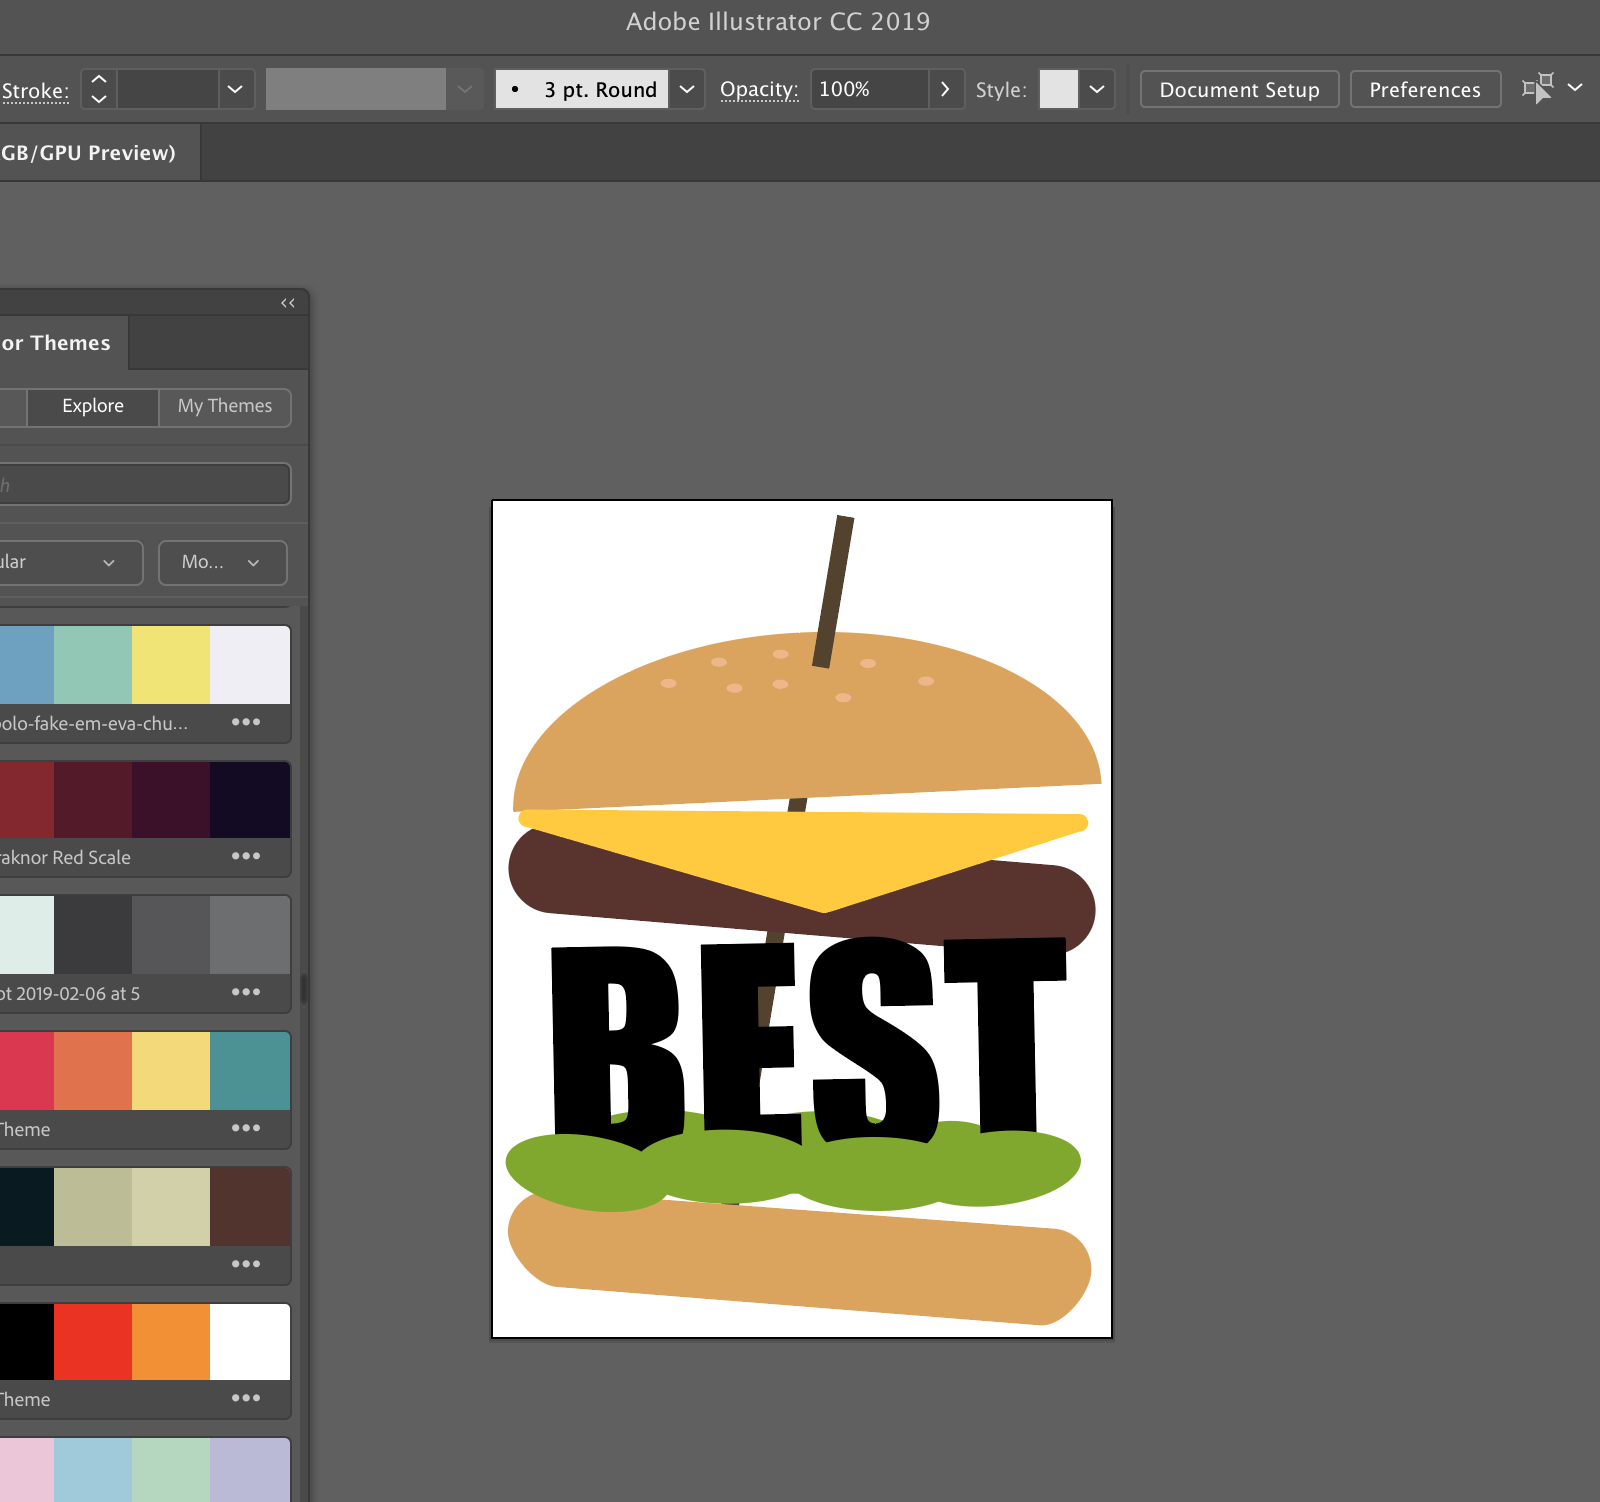 Adobe Illustrator CC 2019
Stroke:
3 pt. Round
Opacity:
100%
Style:
Document Setup
Preferences
GB/GPU Preview)
or Themes
Explore
My Themes
h
ular
Mo...
olo-fake-em-eva-chu...
raknor Red Scale
ot 2019-02-06 at 5
Theme
Theme
BEST